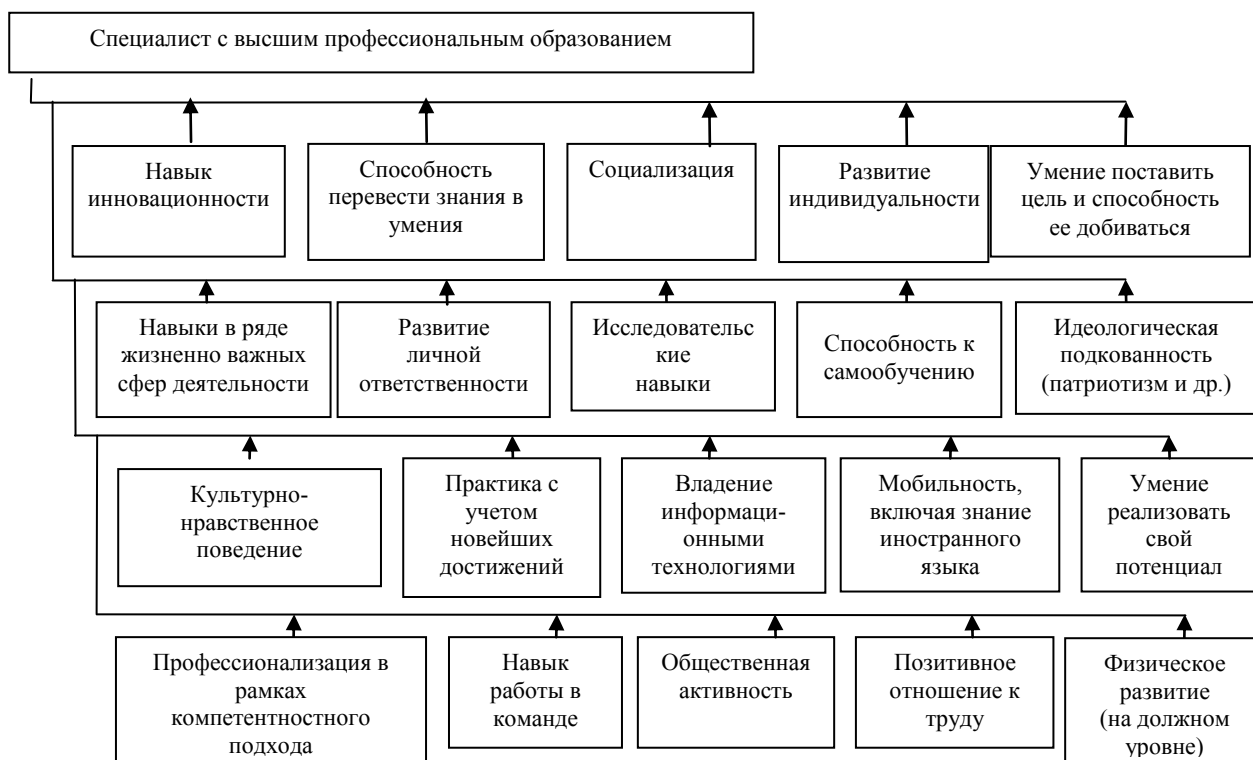 Специалист с высшим профессиональным образованием
Навык
инновационности
Способность
перевести знания в
умения
Социализация
Развитие
индивидуальности
Умение поставить
цель и способность
ее добиваться
Навыки в ряде
жизненно важных
сфер деятельности
Развитие
личной
ответственности
Исследовательс
кие
навыки
Способность к
самообучению
Идеологическая
подкованность
(патриотизм и др.)
Культурно-
нравственное
поведение
Практика с
учетом
новейших
достижений
Владение
информаци-
онными
технологиями
Мобильность,
включая знание
иностранного
языка
Умение
реализовать
свой
потенциал
Профессионализация в
рамках
компетентностного
подхода
Навык
работы в
команде
Общественная
активность
Позитивное
отношение к
труду
Физическое
развитие
(на должном
уровне)